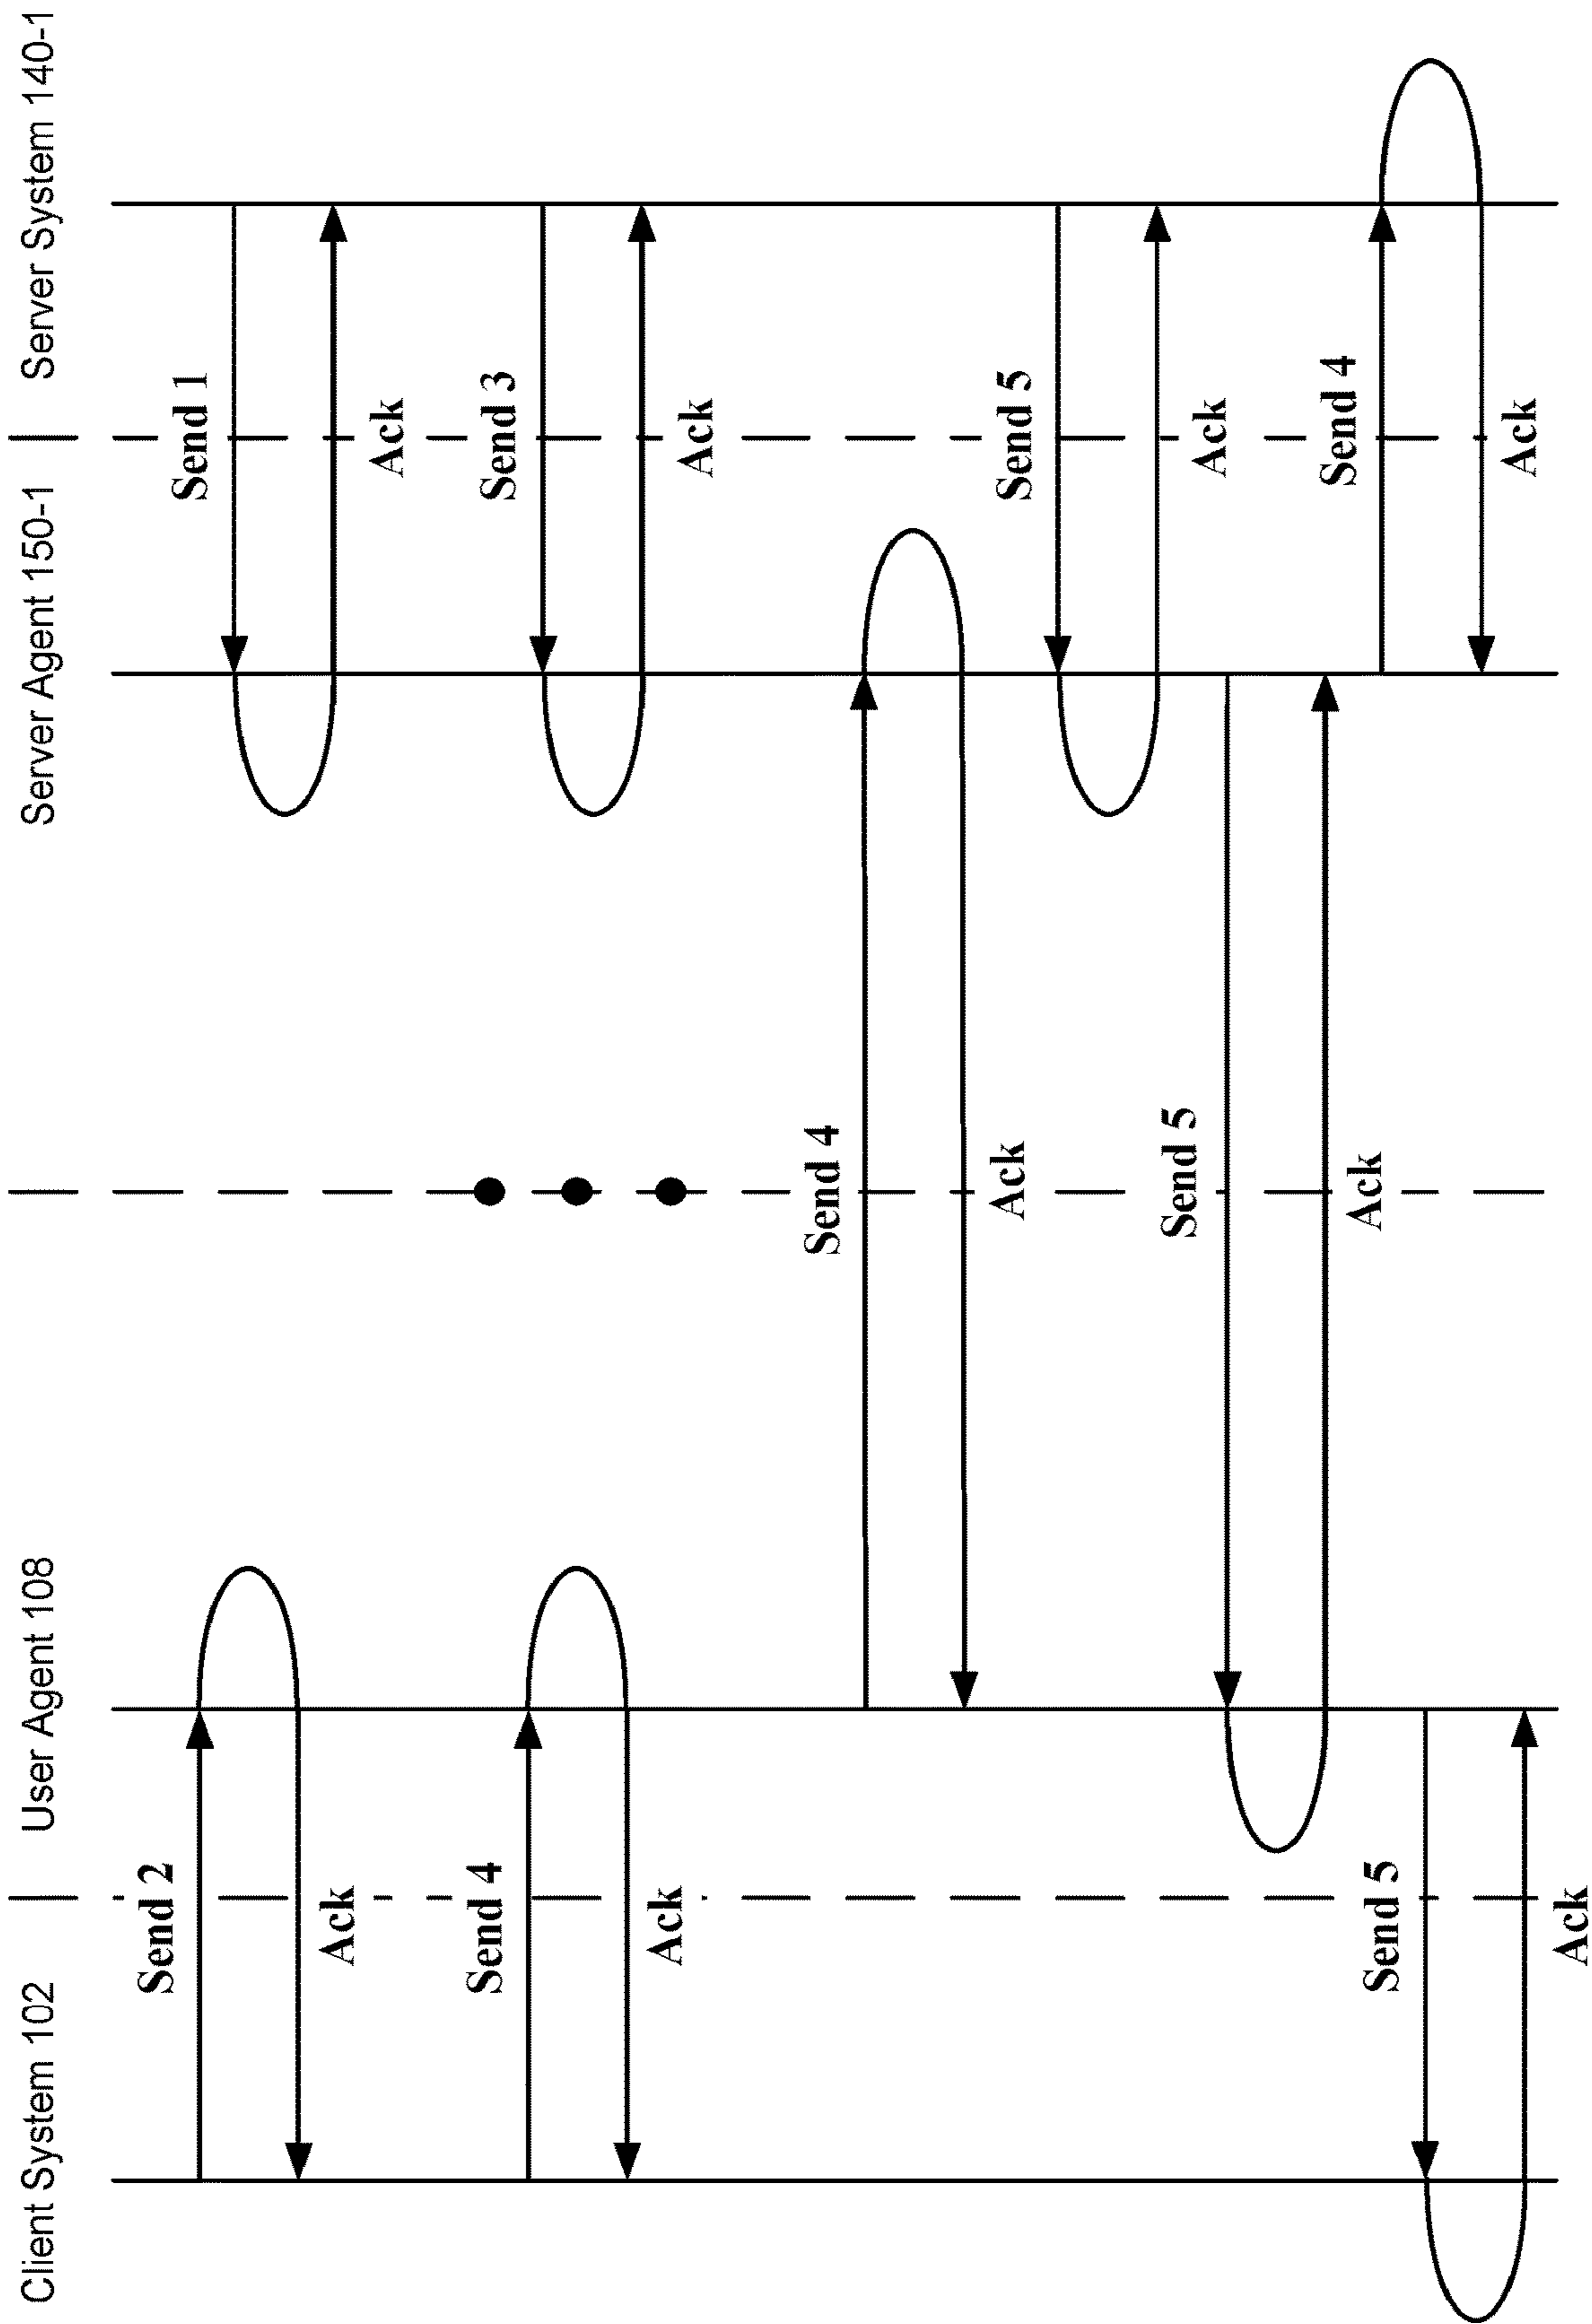 Client System 102 | User Agent 108 | Server Agent 150-1 | Server System 140-1
Send 2
Send 1
Ack
Ack
Send 4
Send 3
Ack
Ack
Send 4
Ack
Send 5
Send 5
Ack
Send 4
Ack
Send 5
Ack
Ack